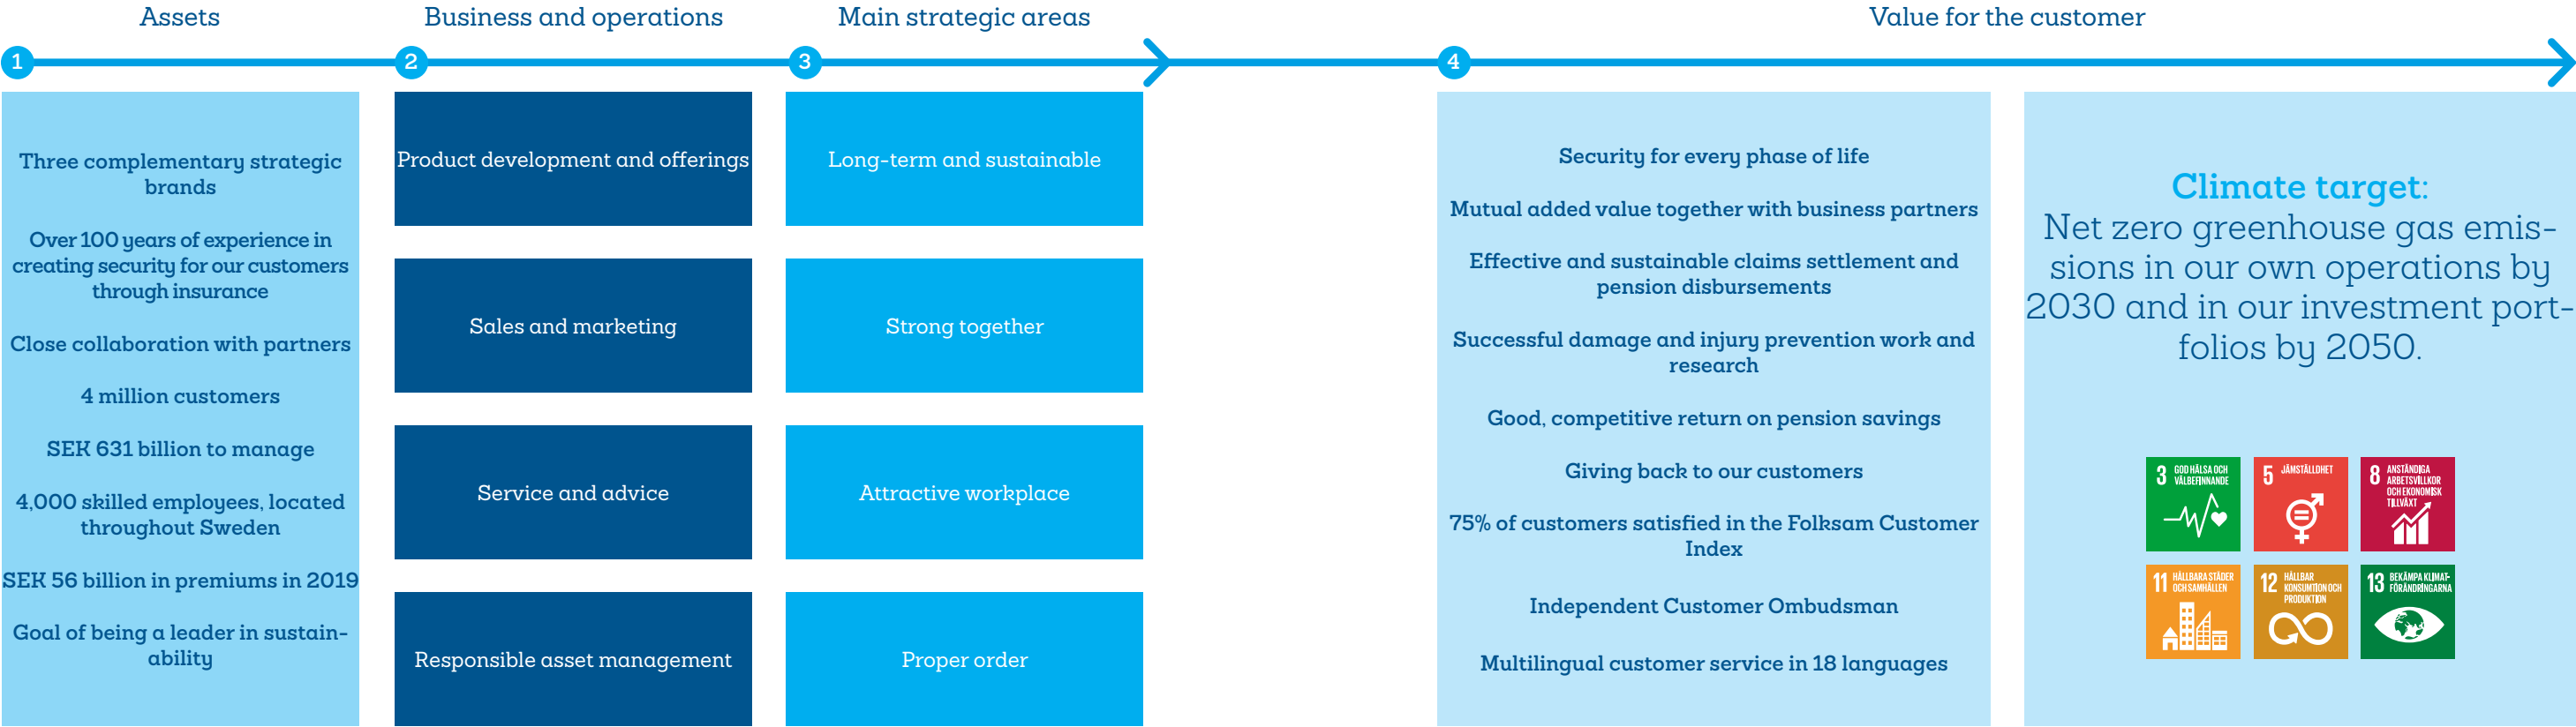 Assets
Business and operations
Main strategic areas
Value for the customer
1
2
3
4
Three complementary strategic
brands
Over 100 years of experience in
creating security for our customers
through insurance
Close collaboration with partners
4 million customers
SEK 631 billion to manage
4,000 skilled employees, located
throughout Sweden
SEK 56 billion in premiums in 2019
Goal of being a leader in sustain-
ability
Product development and offerings
Sales and marketing
Service and advice
Responsible asset management
Long-term and sustainable
Strong together
Attractive workplace
Proper order
Security for every phase of life
Mutual added value together with business partners
Effective and sustainable claims settlement and
pension disbursements
Successful damage and injury prevention work and
research
Good, competitive return on pension savings
Giving back to our customers
75% of customers satisfied in the Folksam Customer
Index
Independent Customer Ombudsman
Multilingual customer service in 18 languages
Climate target:
Net zero greenhouse gas emis-
sions in our own operations by
2030 and in our investment port-
folios by 2050.
3 GOD HÄLSA OCH
VÄLBEFINNANDE
5 JÄMSTÄLLDHET
8 ANSTÄNDIGA
ARBETSVILLKOR
OCH EKONOMISK
TILLVÄXT
11 HÅLLBARA STÄDER
OCH SAMHÄLLEN
12 HÅLLBAR
KONSUMTION OCH
PRODUKTION
13 BEKÄMPA KLIMAT-
FÖRÄNDRINGARNA